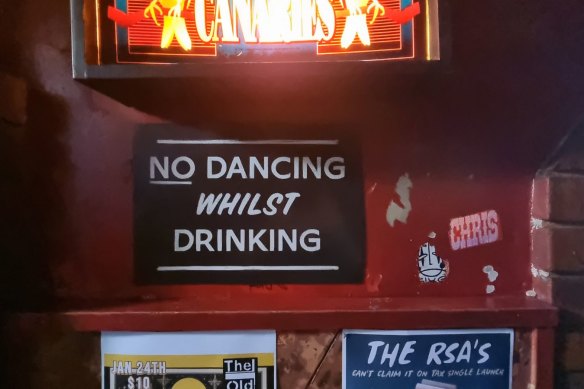 CANARIES
NO DANCING
WHILST
DRINKING
CHRIS
JAN 24TH
$10
The
Old
THE RSA'S
CAN'T CLAIM IT ON TAX SINGLE LAUNCH